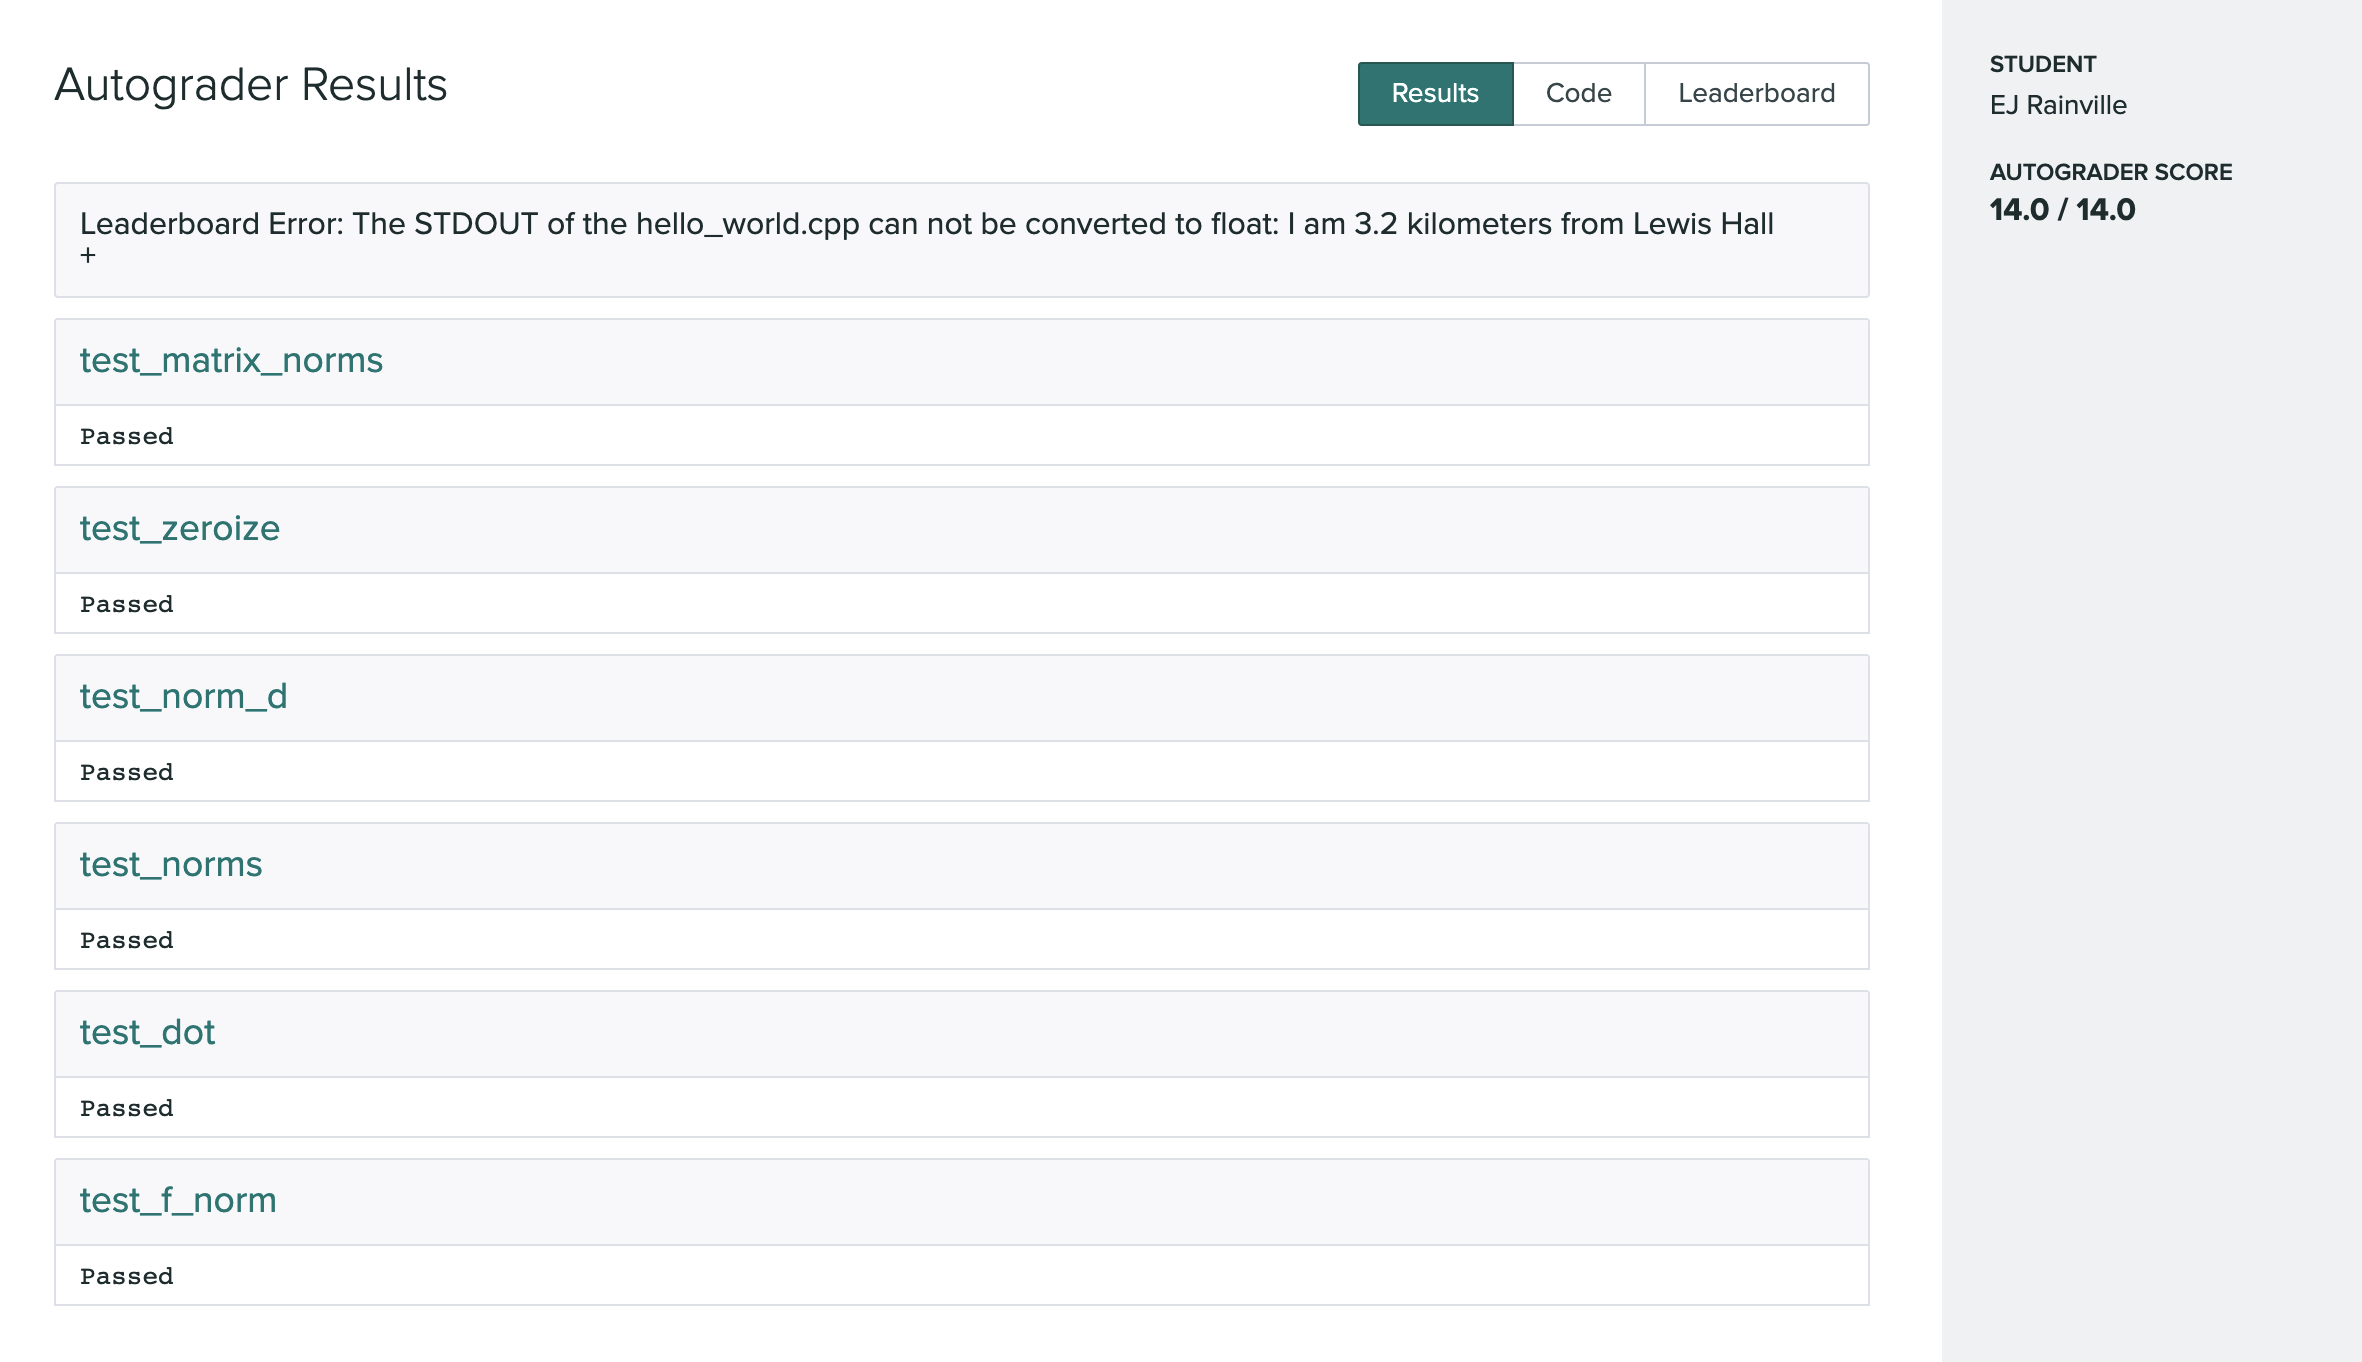 Autograder Results
Results
Code
Leaderboard
Leaderboard Error: The STDOUT of the hello_world.cpp can not be converted to float: I am 3.2 kilometers from Lewis Hall
+
test_matrix_norms
Passed
test_zeroize
Passed
test_norm_d
Passed
test_norms
Passed
test_dot
Passed
test_f_norm
Passed
STUDENT
EJ Rainville
AUTOGRADER SCORE
14.0 / 14.0